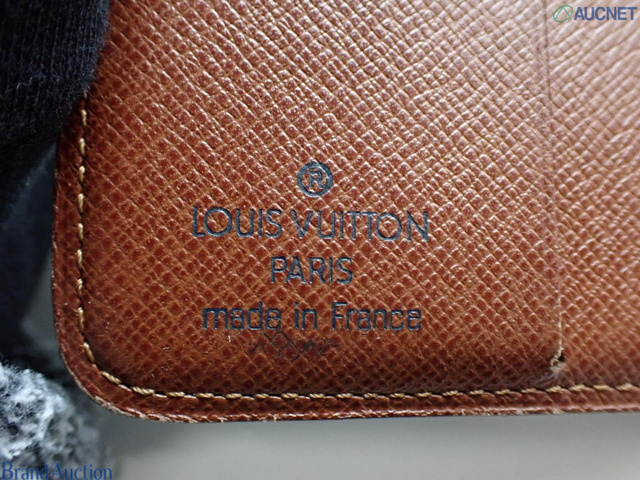 AUCNET
®
LOUIS VUITTON
PARIS
made in France
Brand Auction